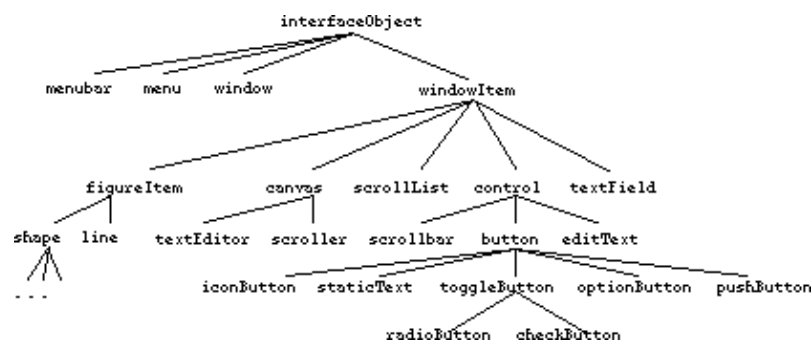 interfaceObject
menubar menu window windowItem
figureItem canvas scrollList control textField
shape line textEditor scroller scrollbar button editText
... iconButton staticText toggleButton optionButton pushButton
radioButton checkButton